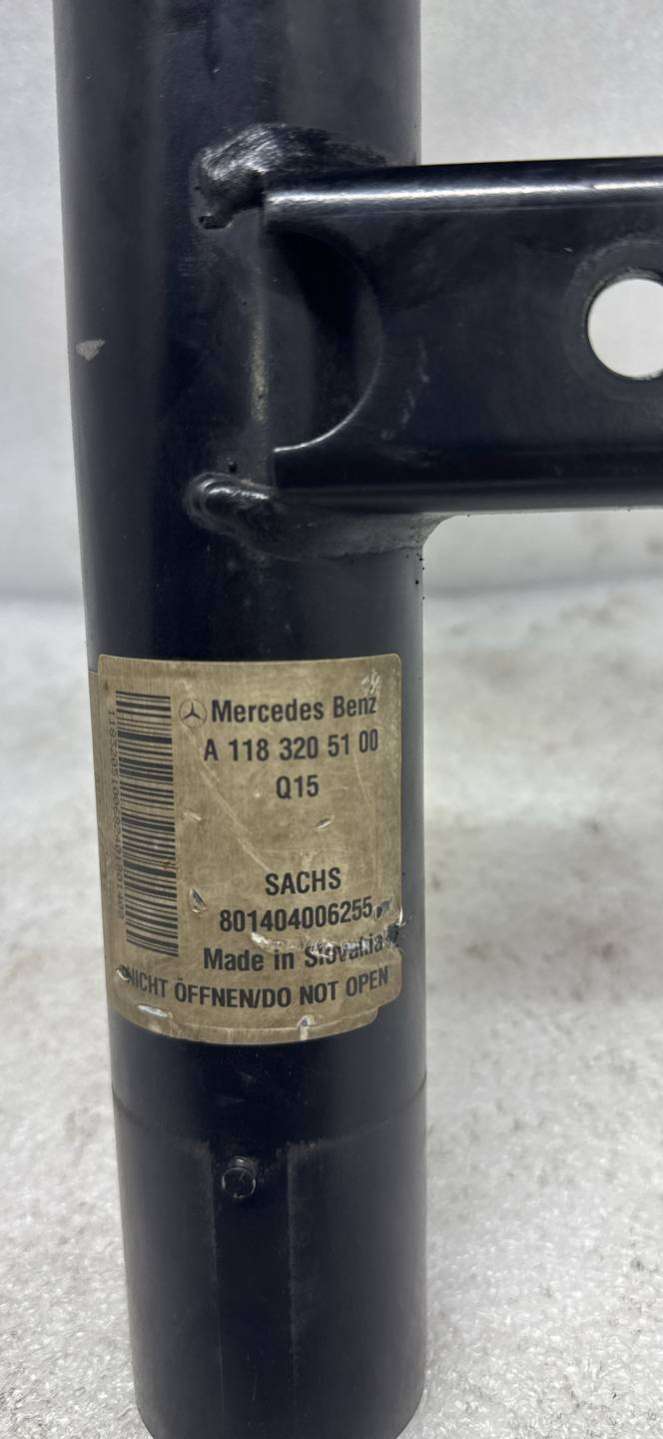 Mercedes Benz
A 118 320 51 00
Q15
SACHS
801404006255
Made in Slovakia
NICHT ÖFFNEN/DO NOT OPEN